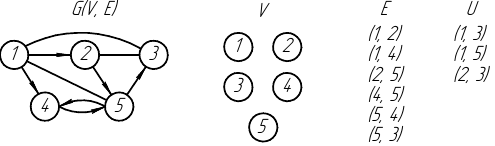 G(V, E) V E U
1 2 3
4 5
1 2
3 4
5
(1, 2) (1, 3)
(1, 4) (1, 5)
(2, 5) (2, 3)
(4, 5)
(5, 4)
(5, 3)